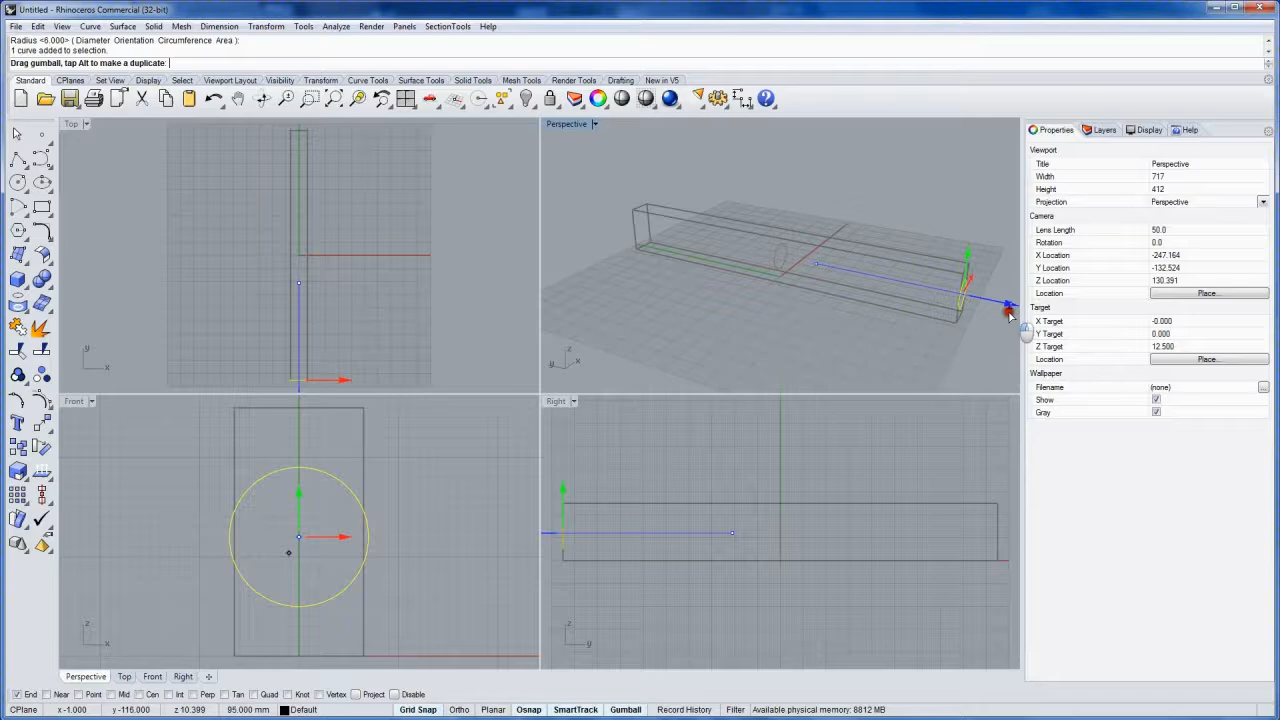 Untitled - Rhinoceros Commercial (32-bit)
File Edit View Curve Surface Solid Mesh Dimension Transform Tools Analyze Render Panels SectionTools Help
Radius <6.000> ( Diameter Orientation Circumference Area ):
1 curve added to selection.
Drag gumball, tap Alt to make a duplicate:
Standard CPlanes Set View Display Select Viewport Layout Visibility Transform Curve Tools Surface Tools Solid Tools Mesh Tools Render Tools Drafting New in V5
Top
Perspective
Properties Layers Display Help
Viewport
Title Perspective
Width 717
Height 412
Projection Perspective
Camera
Lens Length 50.0
Rotation 0.0
X Location -247.164
Y Location -132.524
Z Location 130.391
Location Place...
Target
X Target -0.000
Y Target 0.000
Z Target 12.500
Location Place...
Wallpaper
Filename (none) ...
Show
Gray
y
x
z
y
x
Front
Right
z
x
z
y
Perspective Top Front Right
End Near Point Mid Cen Int Perp Tan Quad Knot Vertex Project Disable
CPlane x -1.000 y -116.000 z 10.399 95.000 mm Default Grid Snap Ortho Planar Osnap SmartTrack Gumball Record History Filter Available physical memory: 8812 MB